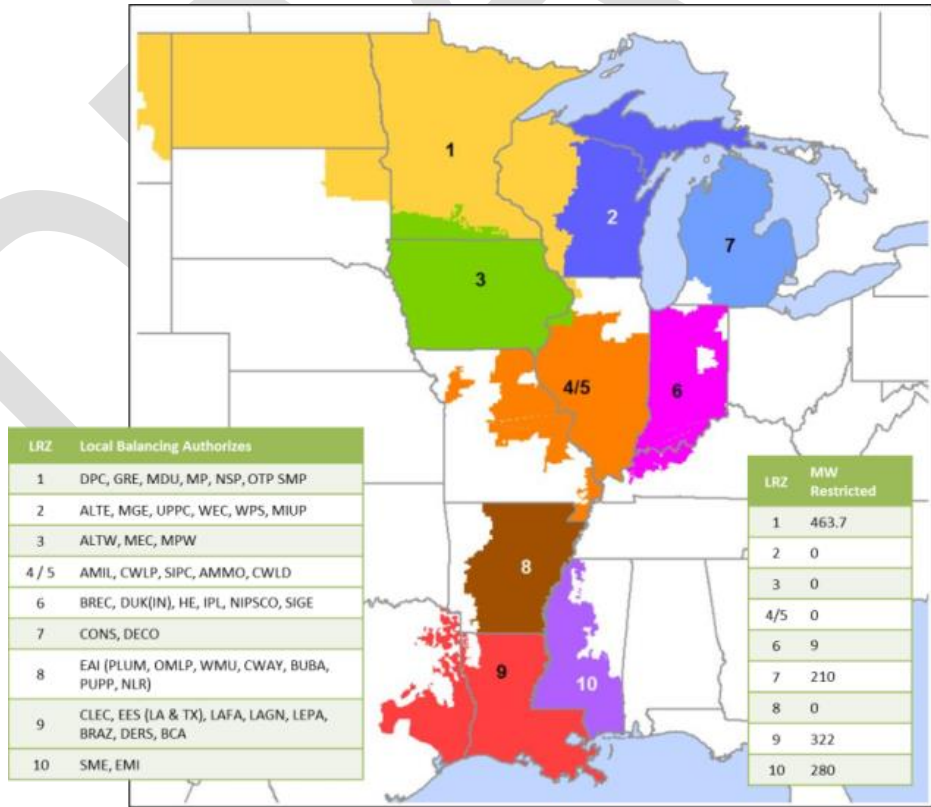 1
2
7
3
4/5
6
8
9
10
LRZ Local Balancing Authorizes
1 DPC, GRE, MDU, MP, NSP, OTP SMP
2 ALTE, MGE, UPPC, WEC, WPS, MIUP
3 ALTW, MEC, MPW
4 / 5 AMIL, CWLP, SIPC, AMMO, CWLD
6 BREC, DUK(IN), HE, IPL, NIPSCO, SIGE
7 CONS, DECO
8 EAI (PLUM, OMLP, WMU, CWAY, BUBA,
PUPP, NLR)
9 CLEC, EES (LA & TX), LAFA, LAGN, LEPA,
BRAZ, DERS, BCA
10 SME, EMI
LRZ MW
Restricted
1 463.7
2 0
3 0
4/5 0
6 9
7 210
8 0
9 322
10 280